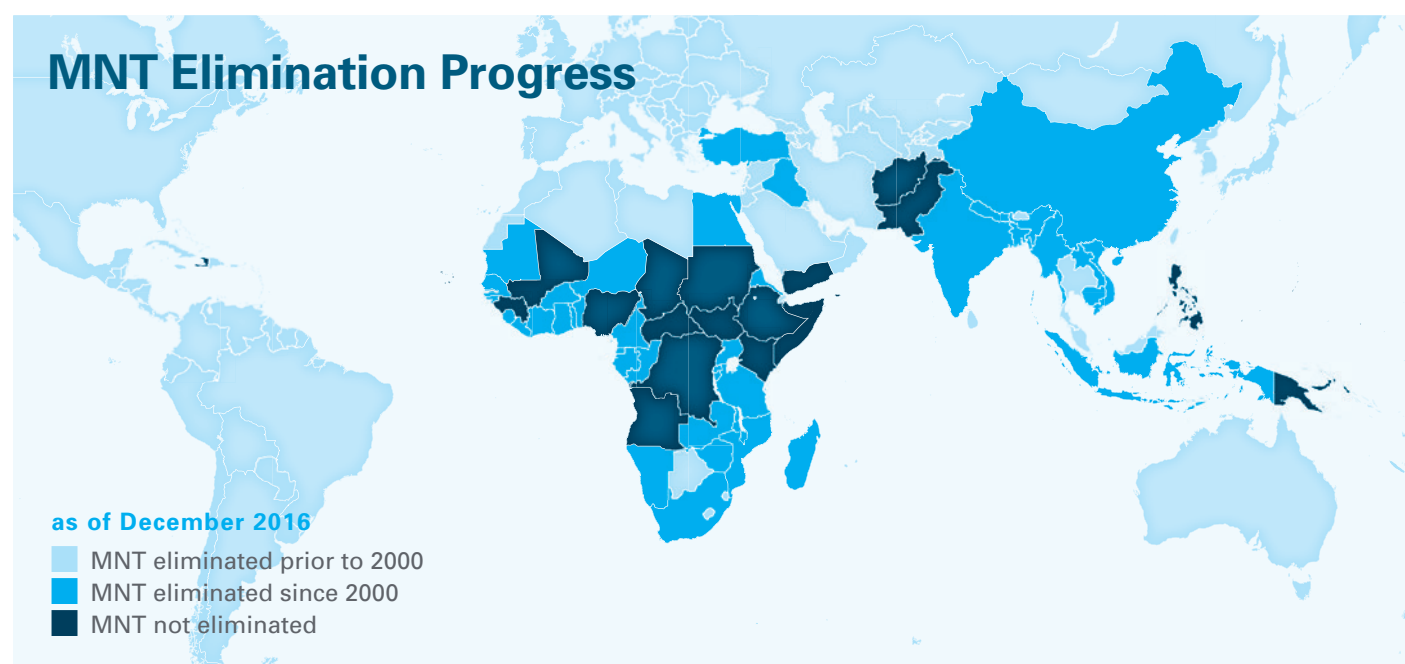 MNT Elimination Progress
as of December 2016
MNT eliminated prior to 2000
MNT eliminated since 2000
MNT not eliminated